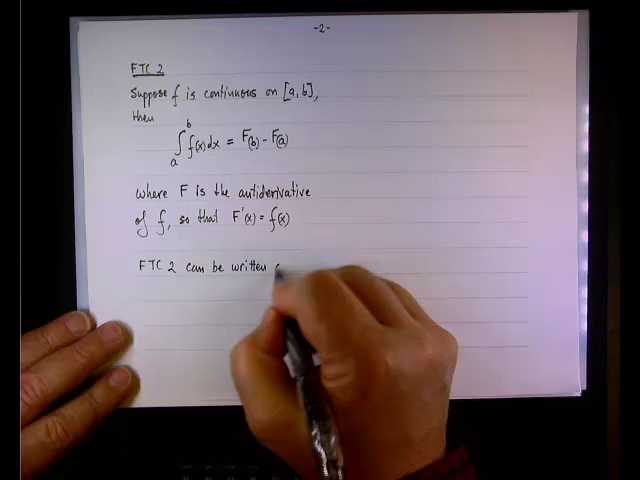 -2-
FTC 2
Suppose f is continuous on [a, b],
then
∫ₐᵇ f(x)dx = F(b) - F(a)
where F is the antiderivative
of f, so that F'(x) = f(x)
FTC 2 can be written